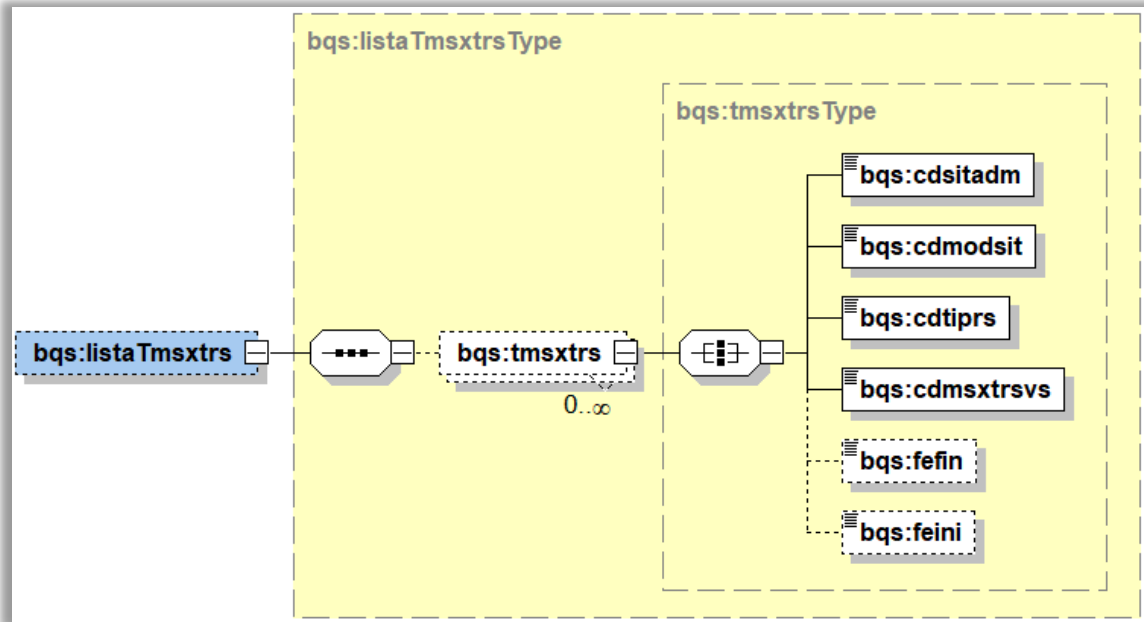 bqs:listaTmsxtrsType
bqs:tmsxtrsType
bqs:cdsitadm
bqs:cdmodsit
bqs:cdtiprs
bqs:listaTmsxtrs
bqs:tmsxtrs
0..∞
bqs:cdmsxtrsvs
bqs:fefin
bqs:feini